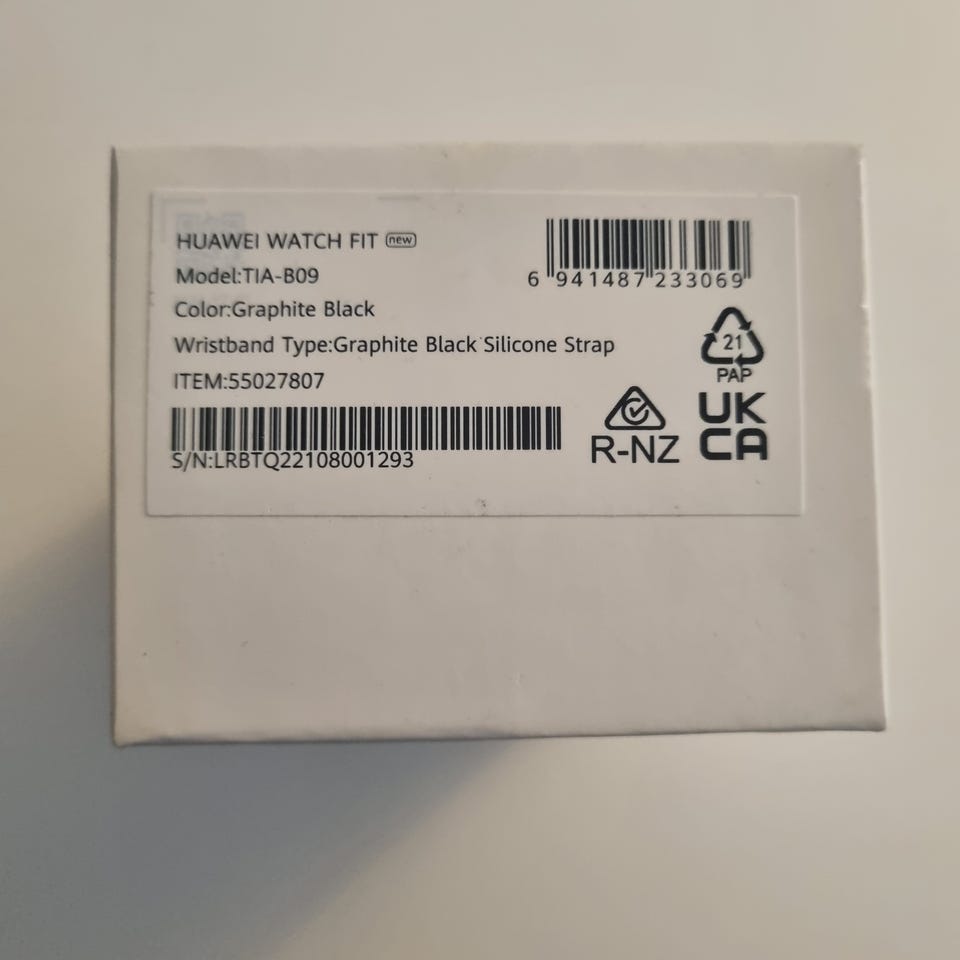 HUAWEI WATCH FIT new
Model:TIA-B09
Color:Graphite Black
Wristband Type:Graphite Black Silicone Strap
ITEM:55027807
S/N:LRBTQ22108001293
6 941487 233069
21
PAP
R-NZ
UK
CA